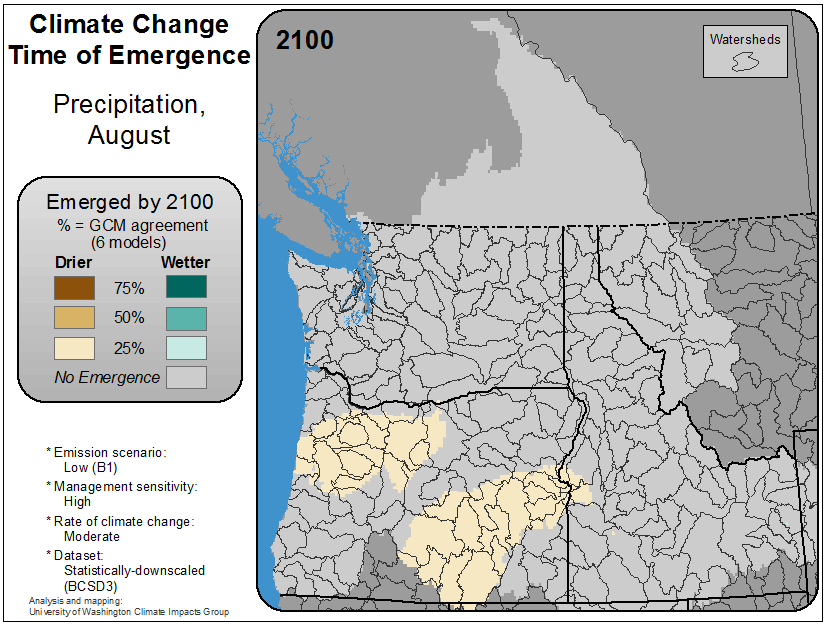 Climate Change
Time of Emergence
Precipitation,
August
Emerged by 2100
% = GCM agreement
(6 models)
Drier Wetter
75%
50%
25%
No Emergence
* Emission scenario:
Low (B1)
* Management sensitivity:
High
* Rate of climate change:
Moderate
* Dataset:
Statistically-downscaled
(BCSD3)
Analysis and mapping:
University of Washington Climate Impacts Group
2100
Watersheds